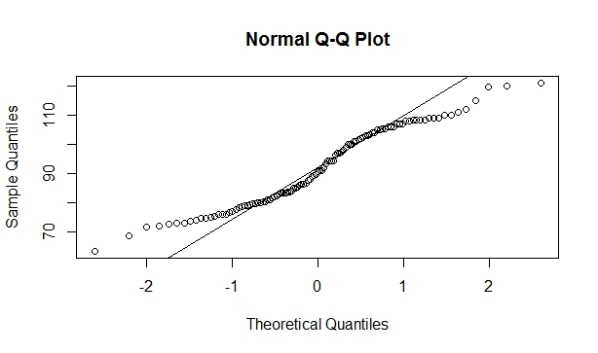 Normal Q-Q Plot
Sample Quantiles
110
90
70
-2 -1 0 1 2
Theoretical Quantiles